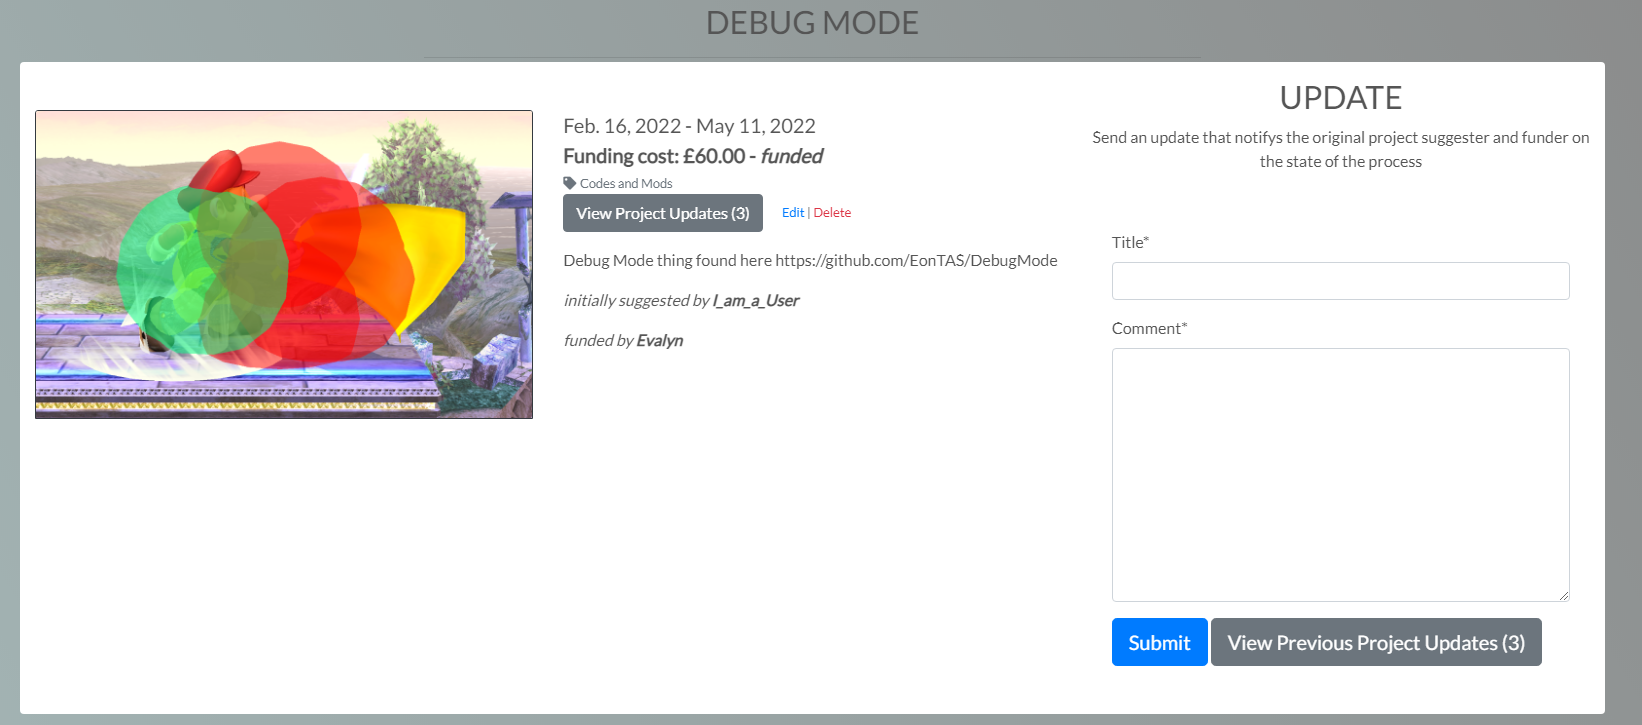 DEBUG MODE
Feb. 16, 2022 - May 11, 2022
Funding cost: £60.00 - funded
Codes and Mods
View Project Updates (3)
Edit | Delete
Debug Mode thing found here https://github.com/EonTAS/DebugMode
initially suggested by I_am_a_User
funded by Evalyn
UPDATE
Send an update that notifys the original project suggester and funder on
the state of the process
Title*
Comment*
Submit
View Previous Project Updates (3)